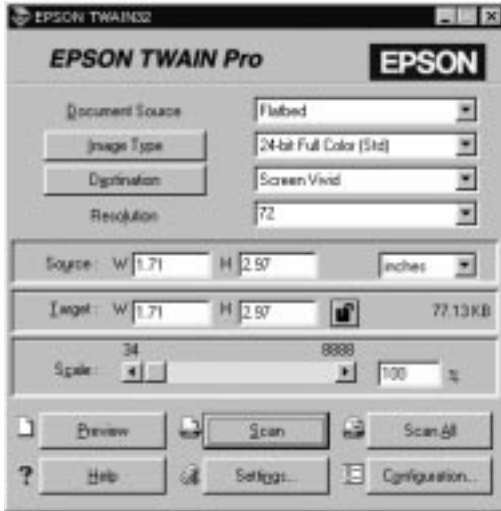 EPSON TWAIN32
EPSON TWAIN Pro EPSON
Document Source Flatbed
Image Type 24-bit Full Color (Std)
Destination Screen Vivid
Resolution 72
Source: W 1.71 H 2.97 inches
Target: W 1.71 H 2.97 77.13 KB
34 8888
Scale: 100 %
Preview Scan Scan All
? Help Settings... Configuration...